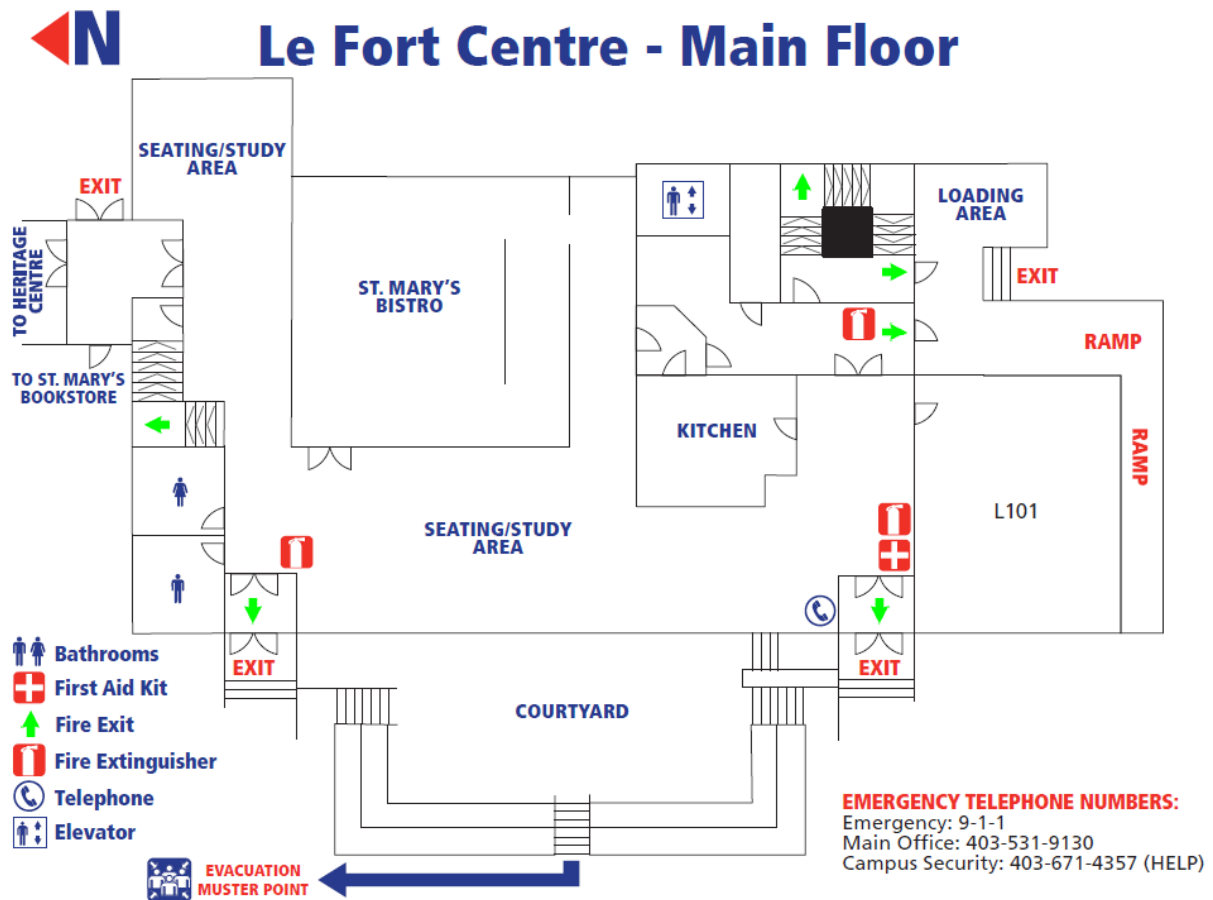 N
Le Fort Centre - Main Floor
SEATING/STUDY
AREA
EXIT
LOADING
AREA
TO HERITAGE
CENTRE
ST. MARY'S
BISTRO
EXIT
RAMP
TO ST. MARY'S
BOOKSTORE
KITCHEN
RAMP
L101
SEATING/STUDY
AREA
EXIT
EXIT
COURTYARD
Bathrooms
First Aid Kit
Fire Exit
Fire Extinguisher
Telephone
Elevator
EVACUATION
MUSTER POINT
EMERGENCY TELEPHONE NUMBERS:
Emergency: 9-1-1
Main Office: 403-531-9130
Campus Security: 403-671-4357 (HELP)